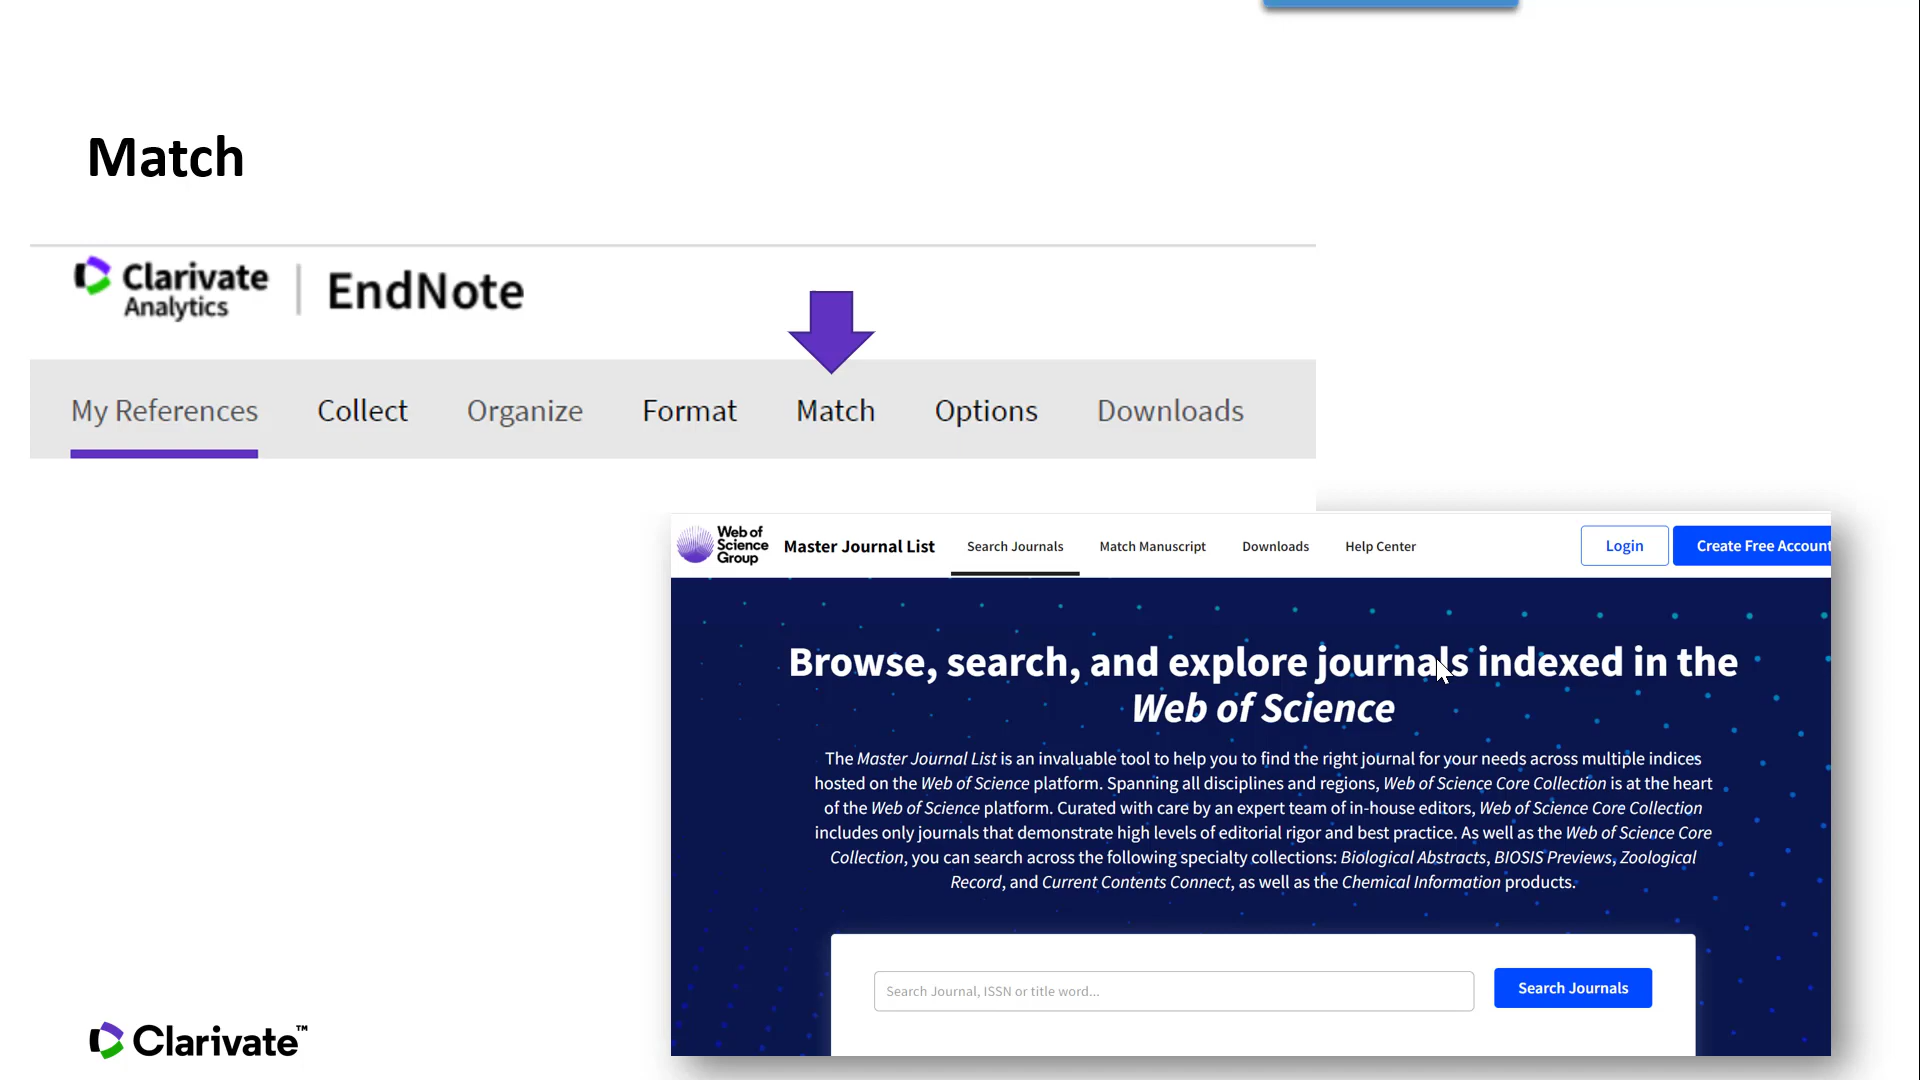 Match
Clarivate
Analytics
EndNote
My References Collect Organize Format Match Options Downloads
Web of
Science
Group
Master Journal List Search Journals Match Manuscript Downloads Help Center Login Create Free Account
Browse, search, and explore journals indexed in the
Web of Science
The Master Journal List is an invaluable tool to help you to find the right journal for your needs across multiple indices
hosted on the Web of Science platform. Spanning all disciplines and regions, Web of Science Core Collection is at the heart
of the Web of Science platform. Curated with care by an expert team of in-house editors, Web of Science Core Collection
includes only journals that demonstrate high levels of editorial rigor and best practice. As well as the Web of Science Core
Collection, you can search across the following specialty collections: Biological Abstracts, BIOSIS Previews, Zoological
Record, and Current Contents Connect, as well as the Chemical Information products.
Search Journal, ISSN or title word... Search Journals
Clarivate™